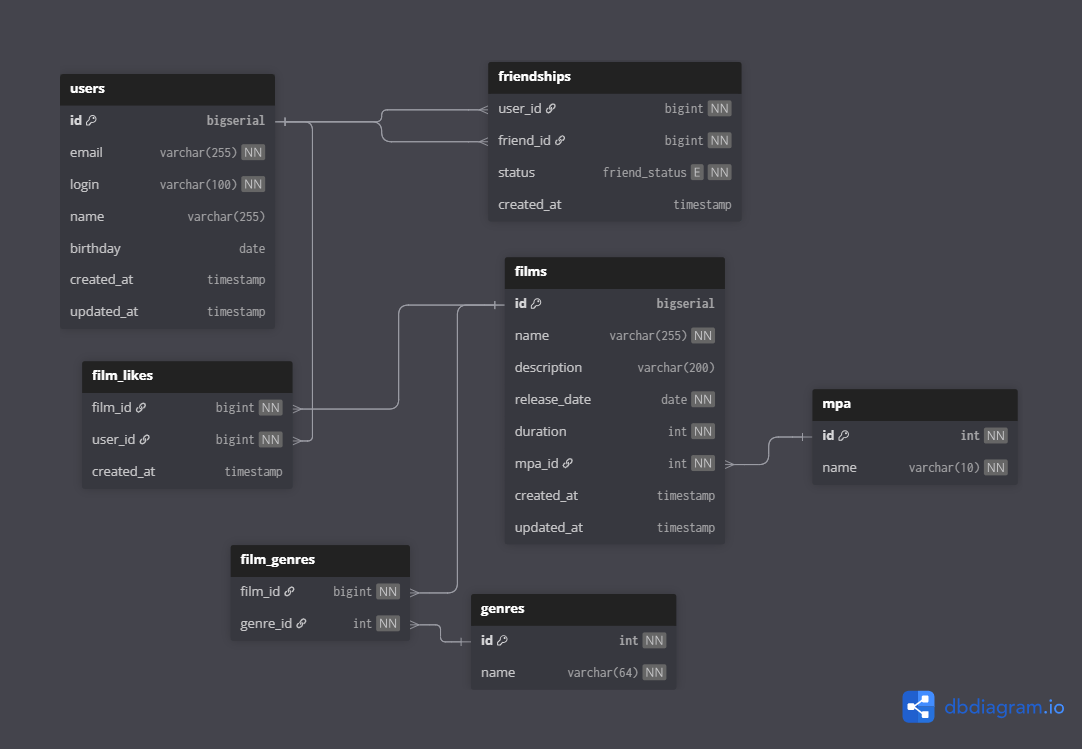 users
id bigserial
email varchar(255) NN
login varchar(100) NN
name varchar(255)
birthday date
created_at timestamp
updated_at timestamp
friendships
user_id bigint NN
friend_id bigint NN
status friend_status E NN
created_at timestamp
films
id bigserial
name varchar(255) NN
description varchar(200)
release_date date NN
duration int NN
mpa_id int NN
created_at timestamp
updated_at timestamp
film_likes
film_id bigint NN
user_id bigint NN
created_at timestamp
mpa
id int NN
name varchar(10) NN
film_genres
film_id bigint NN
genre_id int NN
genres
id int NN
name varchar(64) NN
dbdiagram.io